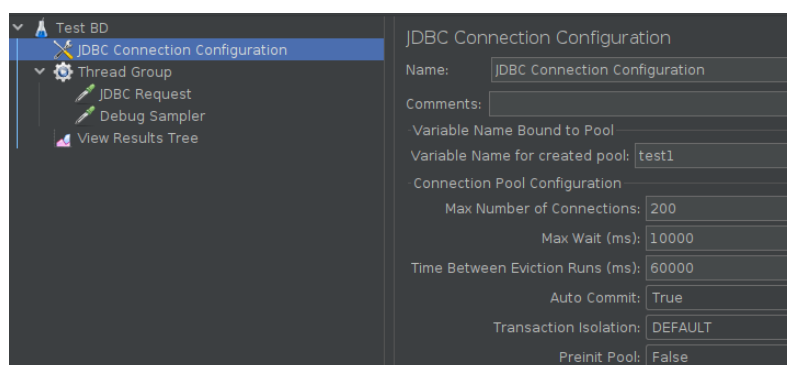 Test BD
JDBC Connection Configuration
Thread Group
JDBC Request
Debug Sampler
View Results Tree
JDBC Connection Configuration
Name: JDBC Connection Configuration
Comments:
Variable Name Bound to Pool
Variable Name for created pool: test1
Connection Pool Configuration
Max Number of Connections: 200
Max Wait (ms): 10000
Time Between Eviction Runs (ms): 60000
Auto Commit: True
Transaction Isolation: DEFAULT
Preinit Pool: False